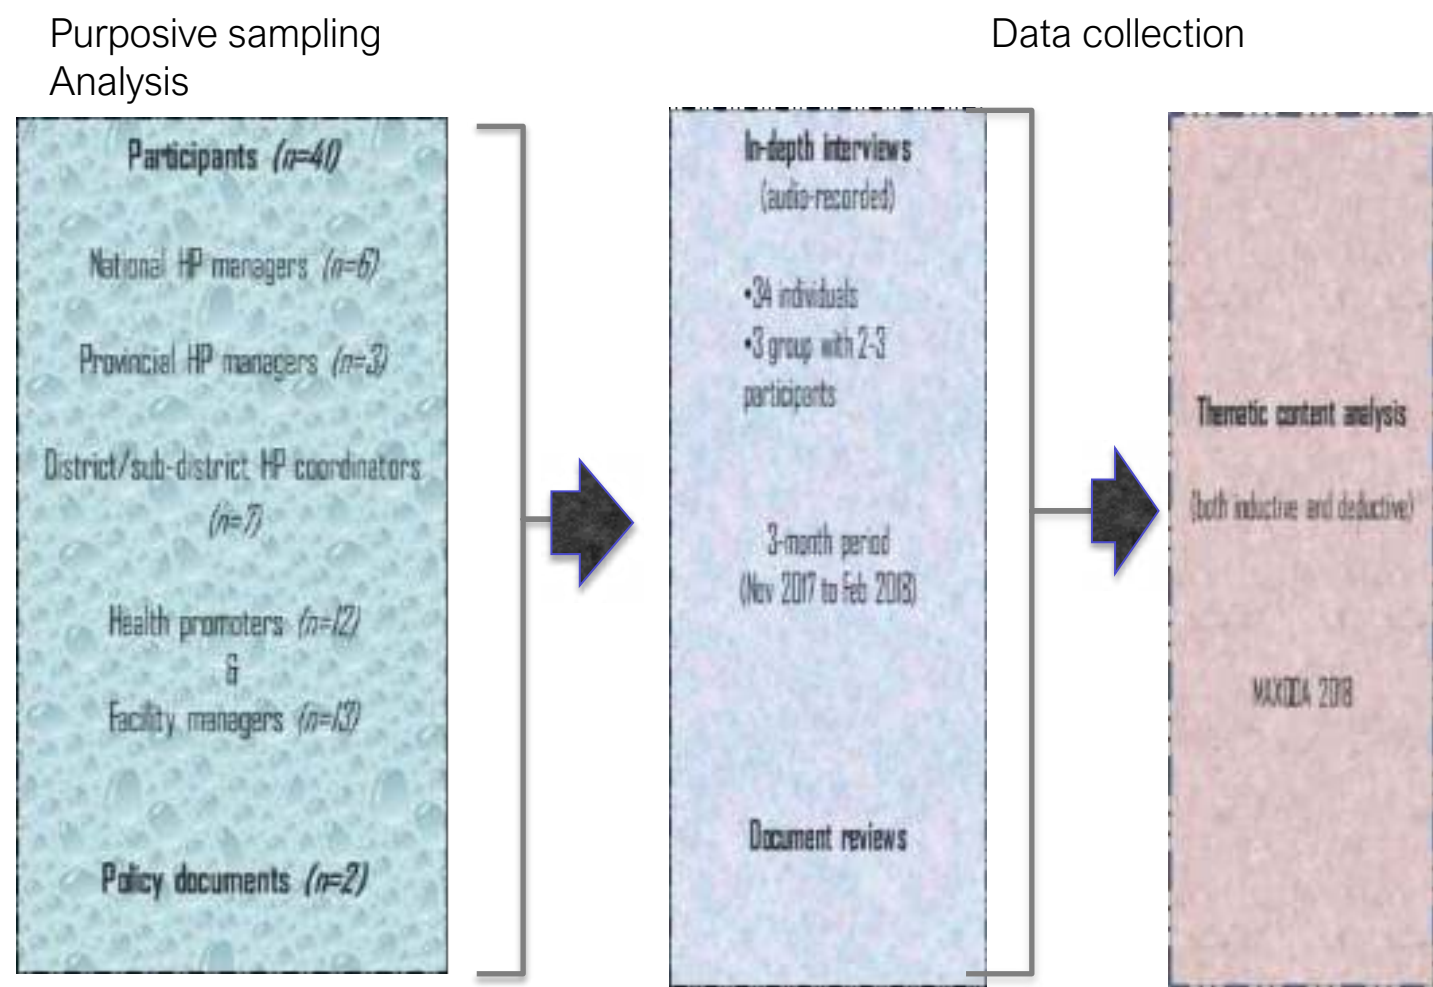 Purposive sampling
Data collection
Analysis
Participants (n=41)
National HP managers (n=6)
Provincial HP managers (n=3)
District/sub-district HP coordinators
(n=7)
Health promoters (n=12)
&
Facility managers (n=13)
Policy documents (n=2)
In-depth interviews
(audio-recorded)
•34 individuals
•3 group with 2-3
participants
3-month period
(Nov 2017 to Feb 2018)
Document reviews
Thematic content analysis
(both inductive and deductive)
MAXQDA 2018